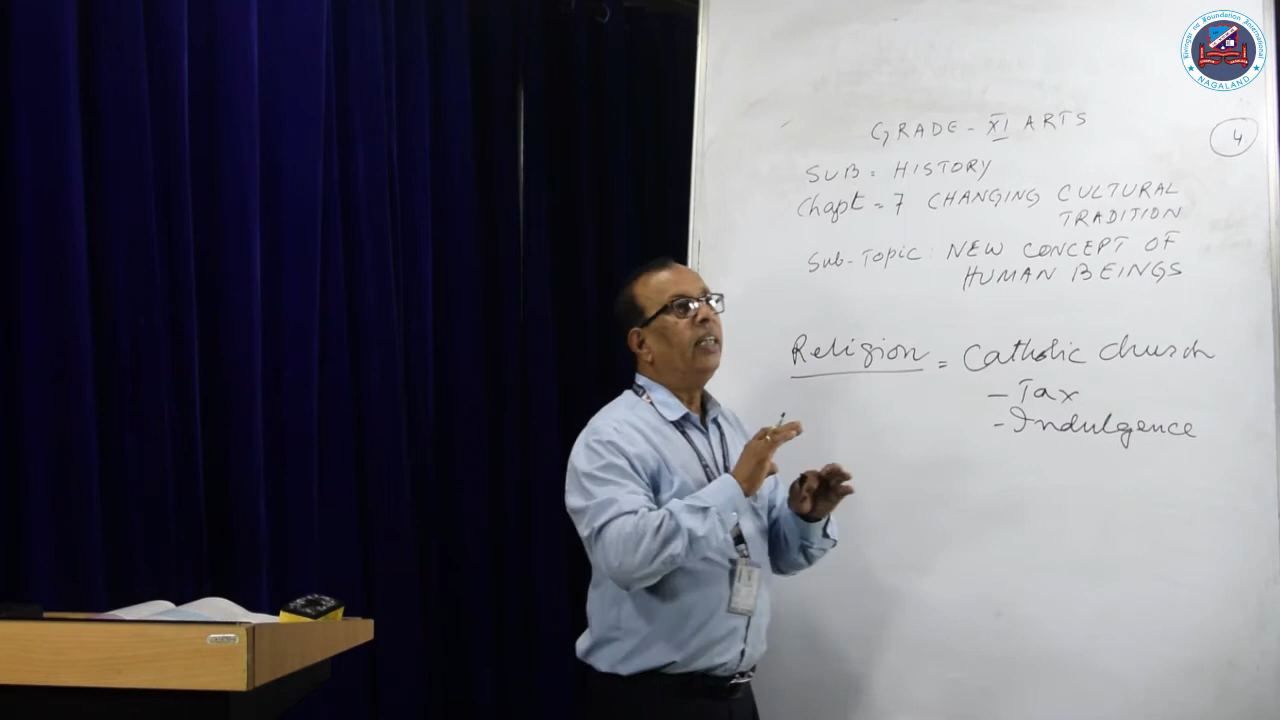 GRADE - XI ARTS
4
SUB = HISTORY
Chapt = 7 CHANGING CULTURAL
TRADITION
Sub-Topic: NEW CONCEPT OF
HUMAN BEINGS
Religion = Catholic church
- Tax
- Indulgence
NAGALAND